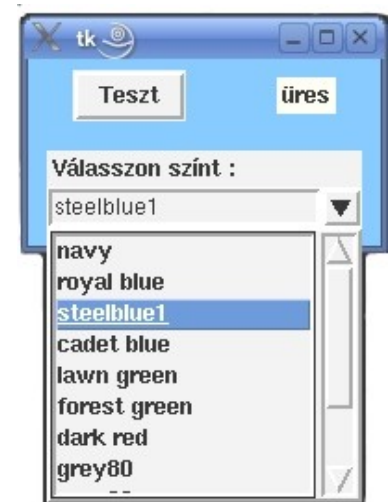 tk
Teszt üres
Válasszon színt :
steelblue1
navy
royal blue
steelblue1
cadet blue
lawn green
forest green
dark red
grey80